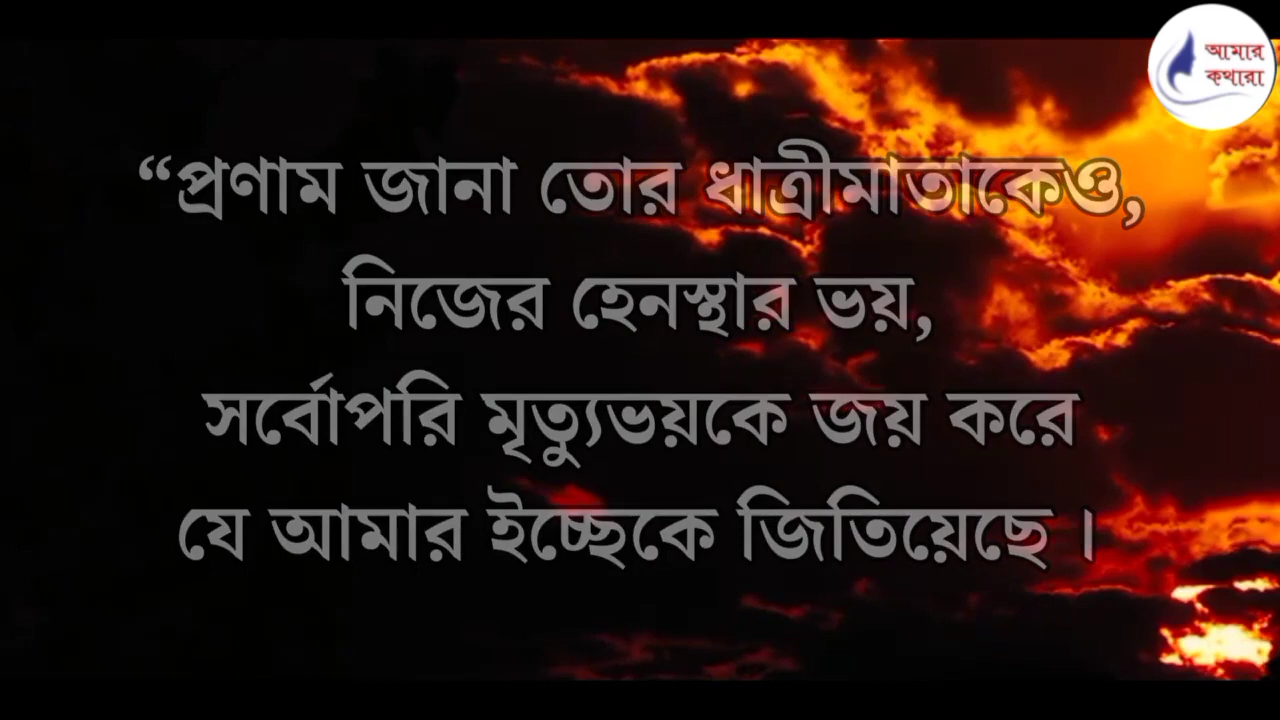 আমার
কথারা
“প্রণাম জানা তোর ধাত্রীমাতাকেও,
নিজের হেনস্থার ভয়,
সর্বোপরি মৃত্যুভয়কে জয় করে
যে আমার ইচ্ছেকে জিতিয়েছে ।